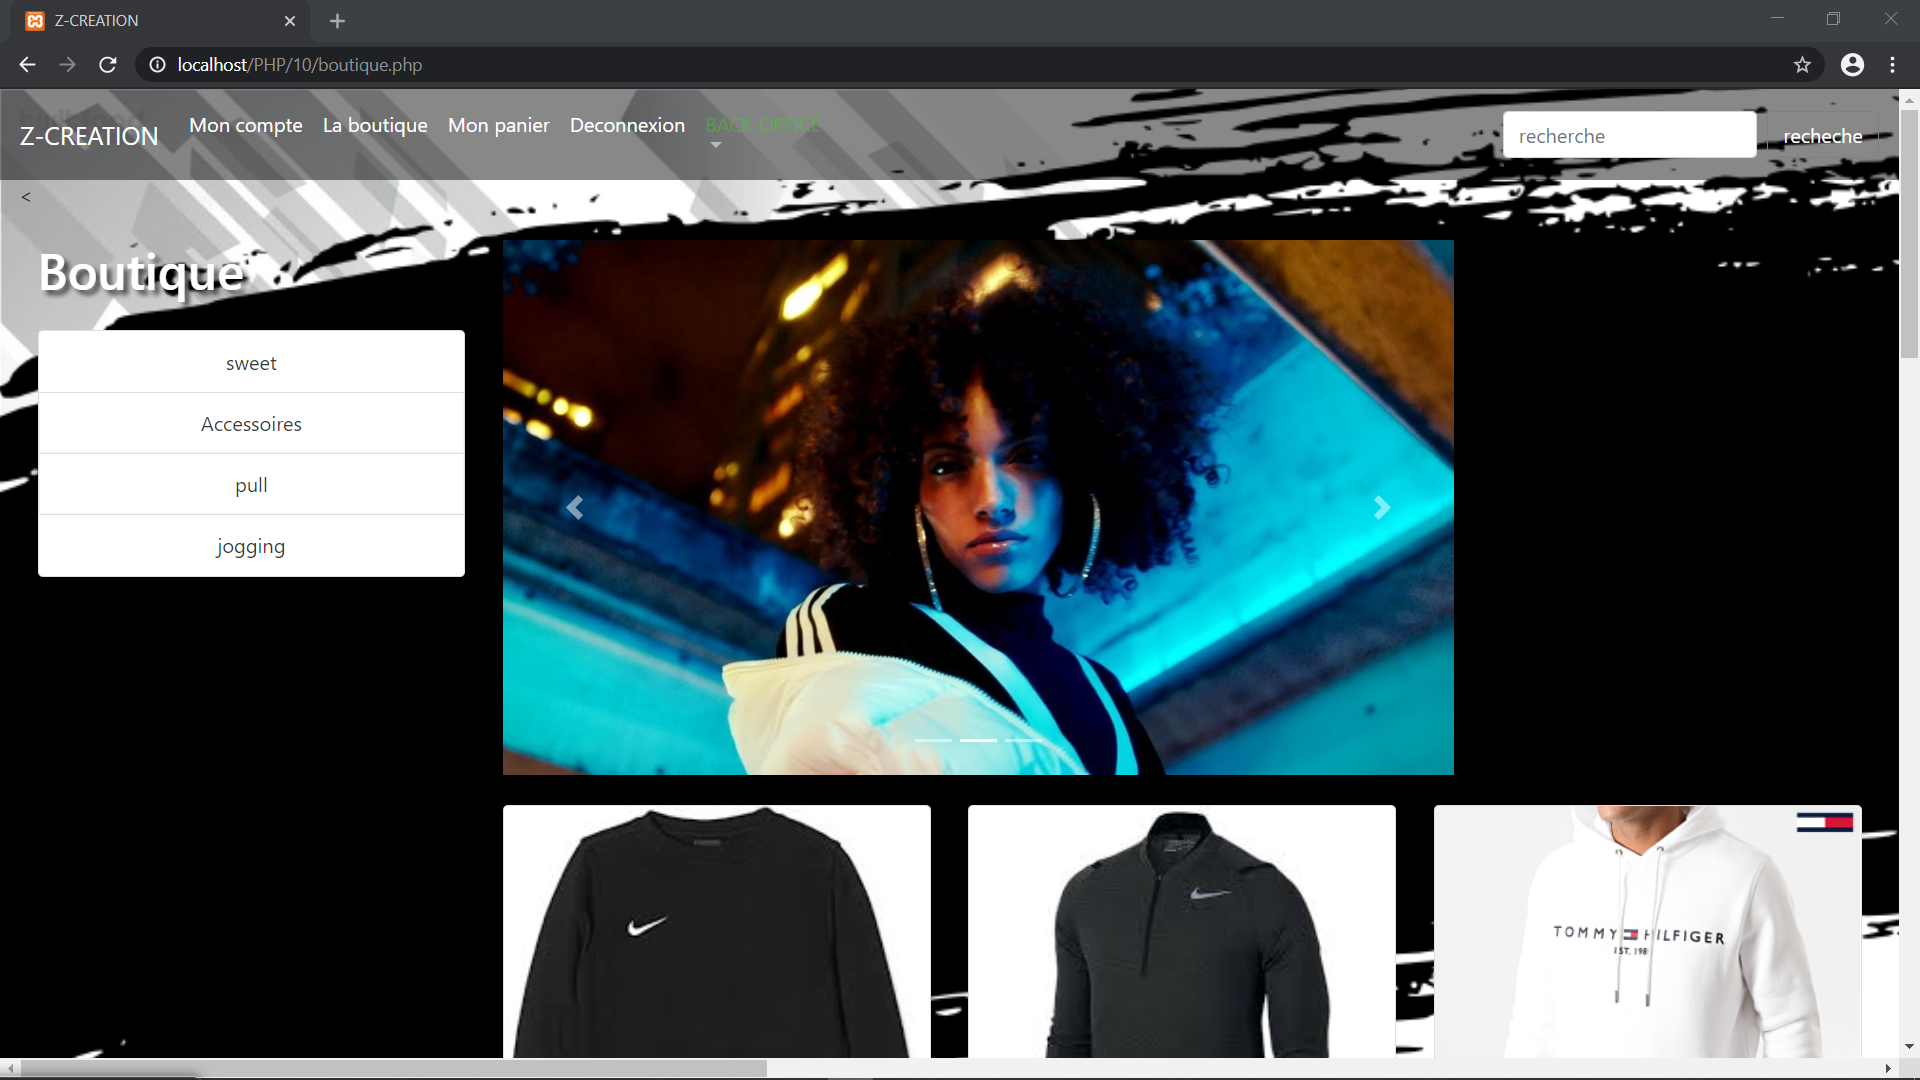 Z-CREATION
localhost/PHP/10/boutique.php
Z-CREATION
Mon compte
La boutique
Mon panier
Deconnexion
BACK OFFICE
recherche
recheche
<
Boutique
sweet
Accessoires
pull
jogging
TOMMY HILFIGER
EST. 198